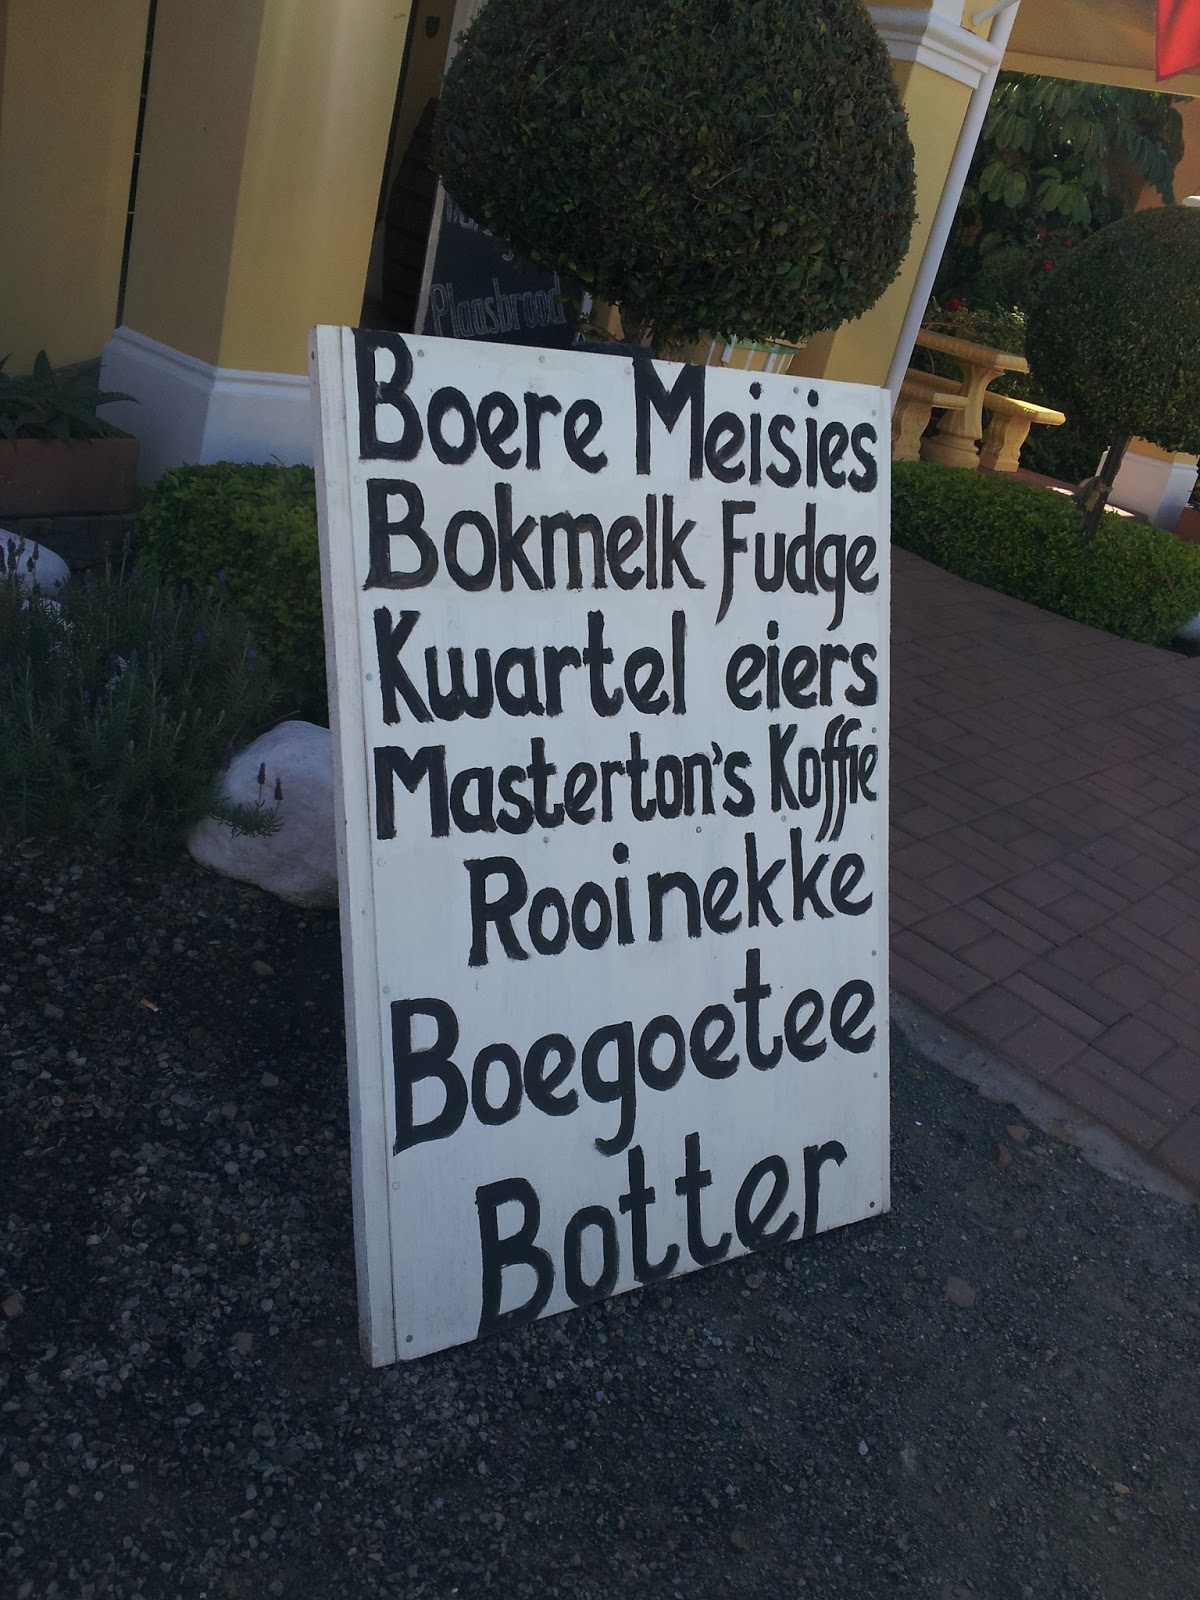 Plaasbrood
Boere Meisies
Bokmelk Fudge
Kwartel eiers
Masterton's Koffie
Rooinekke
Boegoetee
Botter